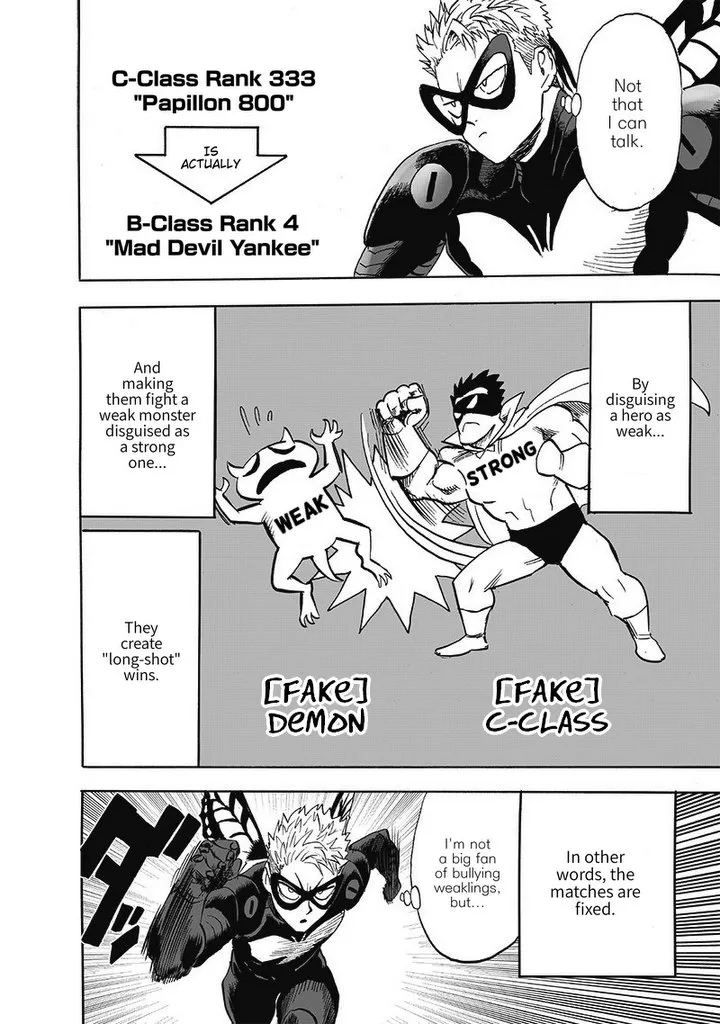 Not
that
I can
talk.
C-Class Rank 333
"Papillon 800"
IS
ACTUALLY
B-Class Rank 4
"Mad Devil Yankee"
By
disguising
a hero as
weak...
STRONG
And
making
them fight a
weak monster
disguised as
a strong
one...
WEAK
[FAKE]
C-CLASS
[FAKE]
DEMON
They
create
"long-shot"
wins.
In other
words, the
matches are
fixed.
I'm not
a big fan
of bullying
weaklings,
but...
ダッ